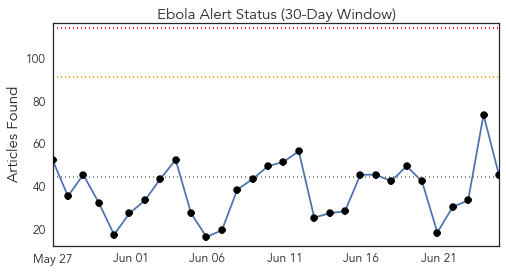 Ebola Alert Status (30-Day Window)
Articles Found
100
80
60
40
20
May 27
Jun 01
Jun 06
Jun 11
Jun 16
Jun 21